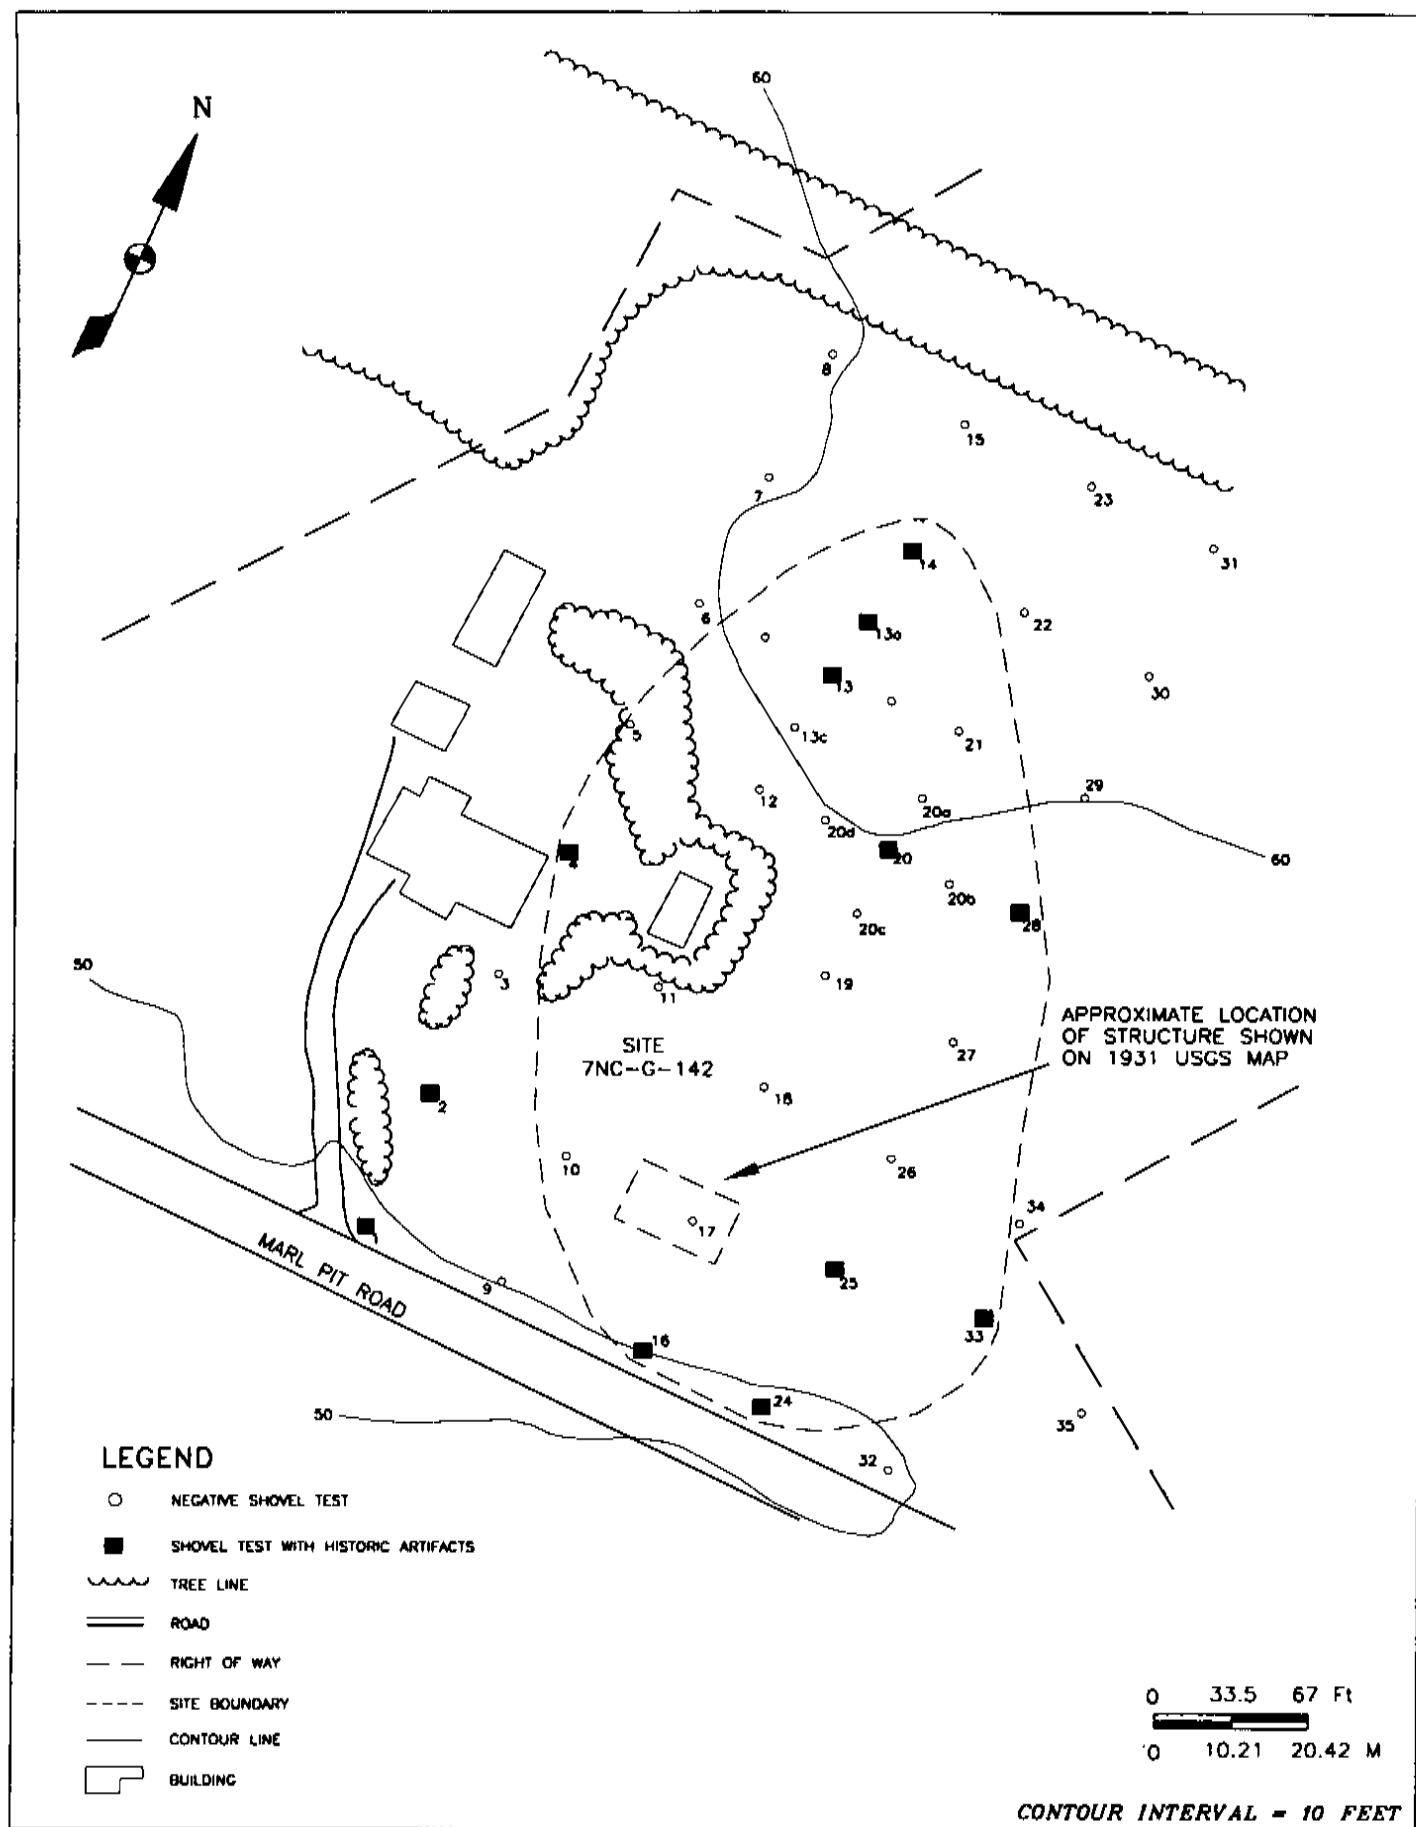 N
60
8
15
7
23
14
31
6
13a
22
13
30
5
13c
21
12
29
20a
20d
4
20
60
20b
28
20c
50
3
11
19
APPROXIMATE LOCATION
OF STRUCTURE SHOWN
ON 1931 USGS MAP
SITE
7NC-G-142
27
2
18
10
26
17
34
1
MARL PIT ROAD
25
9
33
16
24
50
35
32
LEGEND
NEGATIVE SHOVEL TEST
SHOVEL TEST WITH HISTORIC ARTIFACTS
TREE LINE
ROAD
RIGHT OF WAY
SITE BOUNDARY
CONTOUR LINE
BUILDING
0 33.5 67 Ft
0 10.21 20.42 M
CONTOUR INTERVAL = 10 FEET